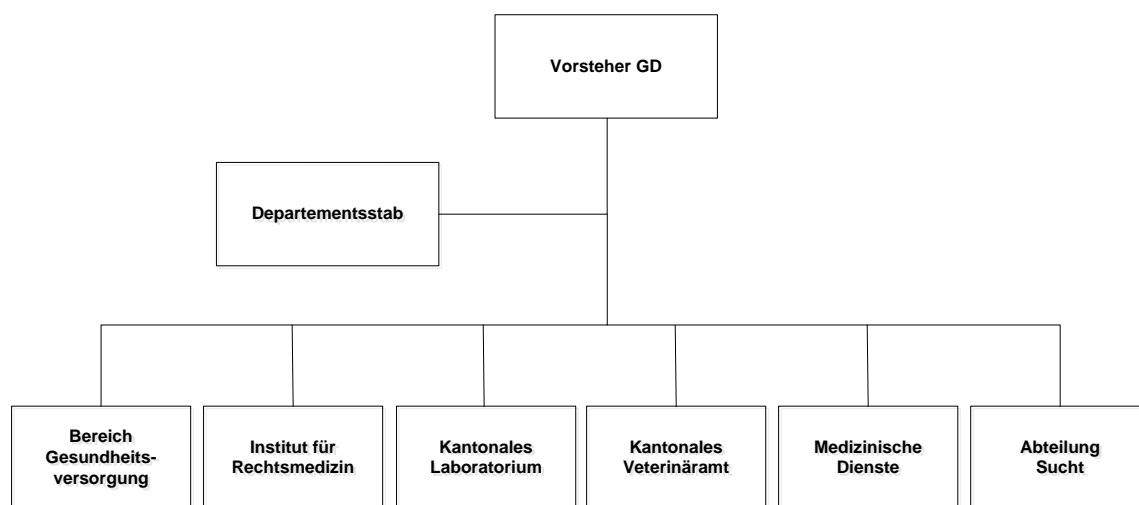 Vorsteher GD
Departementsstab
Bereich
Gesundheits-
versorgung
Institut für
Rechtsmedizin
Kantonales
Laboratorium
Kantonales
Veterinäramt
Medizinische
Dienste
Abteilung
Sucht